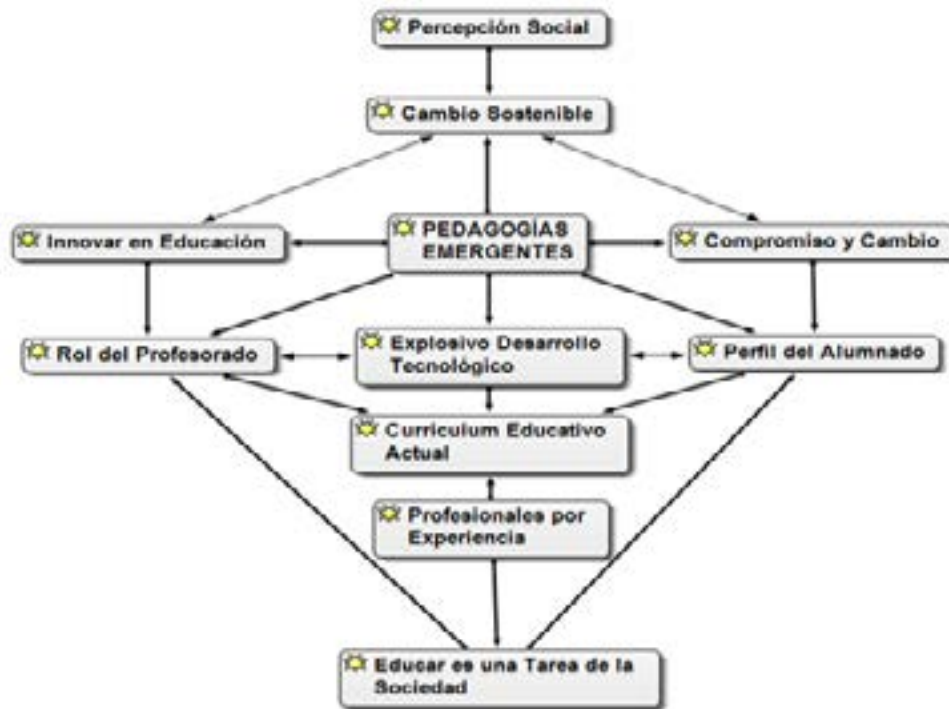 Percepción Social
Cambio Sostenible
Innovar en Educación
PEDAGOGÍAS
EMERGENTES
Compromiso y Cambio
Rol del Profesorado
Explosivo Desarrollo
Tecnológico
Perfil del Alumnado
Curriculum Educativo
Actual
Profesionales por
Experiencia
Educar es una Tarea de la
Sociedad